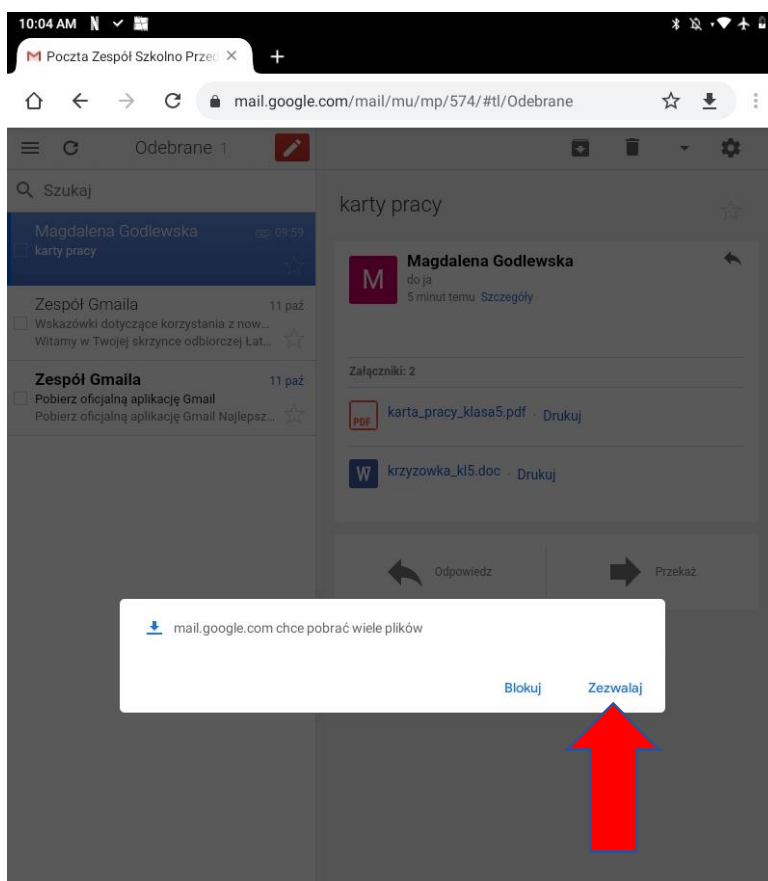 10:04 AM
Poczta Zespół Szkolno Przed
mail.google.com/mail/mu/mp/574/#tl/Odebrane
Odebrane 1
Szukaj
Magdalena Godlewska 09:59
karty pracy
Zespół Gmaila 11 paź
Wskazówki dotyczące korzystania z now...
Witamy w Twojej skrzynce odbiorczej Łat...
Zespół Gmaila 11 paź
Pobierz oficjalną aplikację Gmail
Pobierz oficjalną aplikację Gmail Najlepsz...
karty pracy
M
Magdalena Godlewska
do ja
5 minut temu Szczegóły
Załączniki: 2
PDF karta_pracy_klasa5.pdf · Drukuj
W krzyzowka_kl5.doc · Drukuj
Odpowiedz Przekaż
mail.google.com chce pobrać wiele plików
Blokuj Zezwalaj